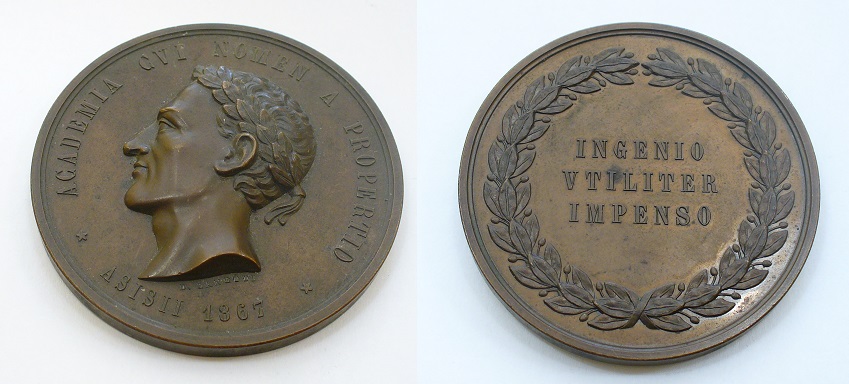 ACADEMIA CVI NOMEN A PROPERTIO
ASISII 1867
INGENIO
VTILITER
IMPENSO